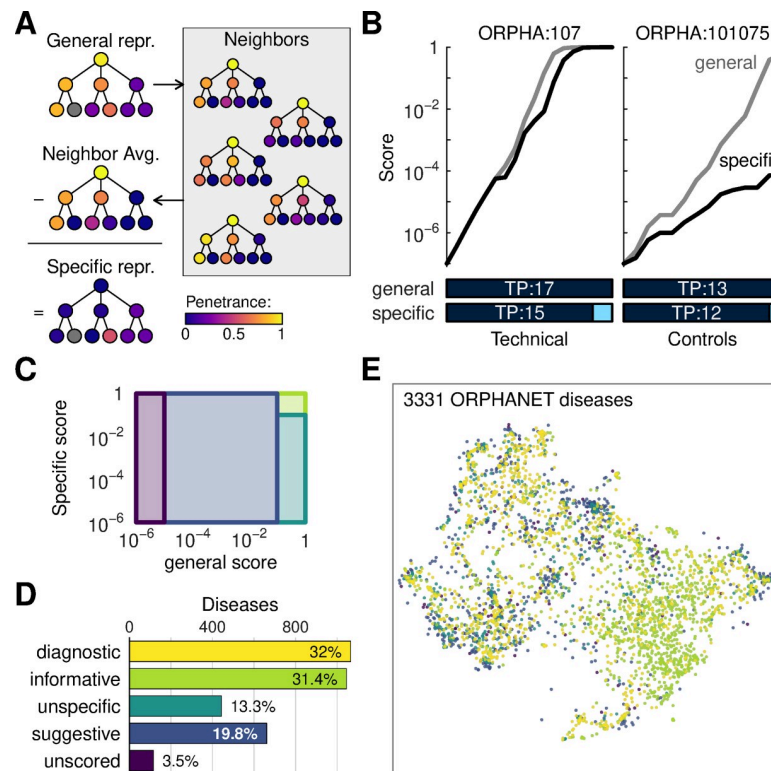 A
General repr.
Neighbors
Neighbor Avg.
−
Specific repr.
=
Penetrance:
0 0.5 1
B
ORPHA:107 ORPHA:101075
Score
1
10⁻²
10⁻⁴
10⁻⁶
general
specifi
general TP:17 TP:13
specific TP:15 TP:12
Technical Controls
C
Specific score
1
10⁻²
10⁻⁴
10⁻⁶
10⁻⁶ 10⁻⁴ 10⁻² 1
general score
D
Diseases
0 400 800
diagnostic 32%
informative 31.4%
unspecific 13.3%
suggestive 19.8%
unscored 3.5%
E
3331 ORPHANET diseases